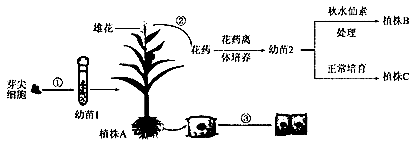 雄花
②
花药
花药离
体培养
幼苗2
秋水仙素
处理
植株B
正常培育
植株C
芽尖
细胞
①
幼苗1
植株A
③